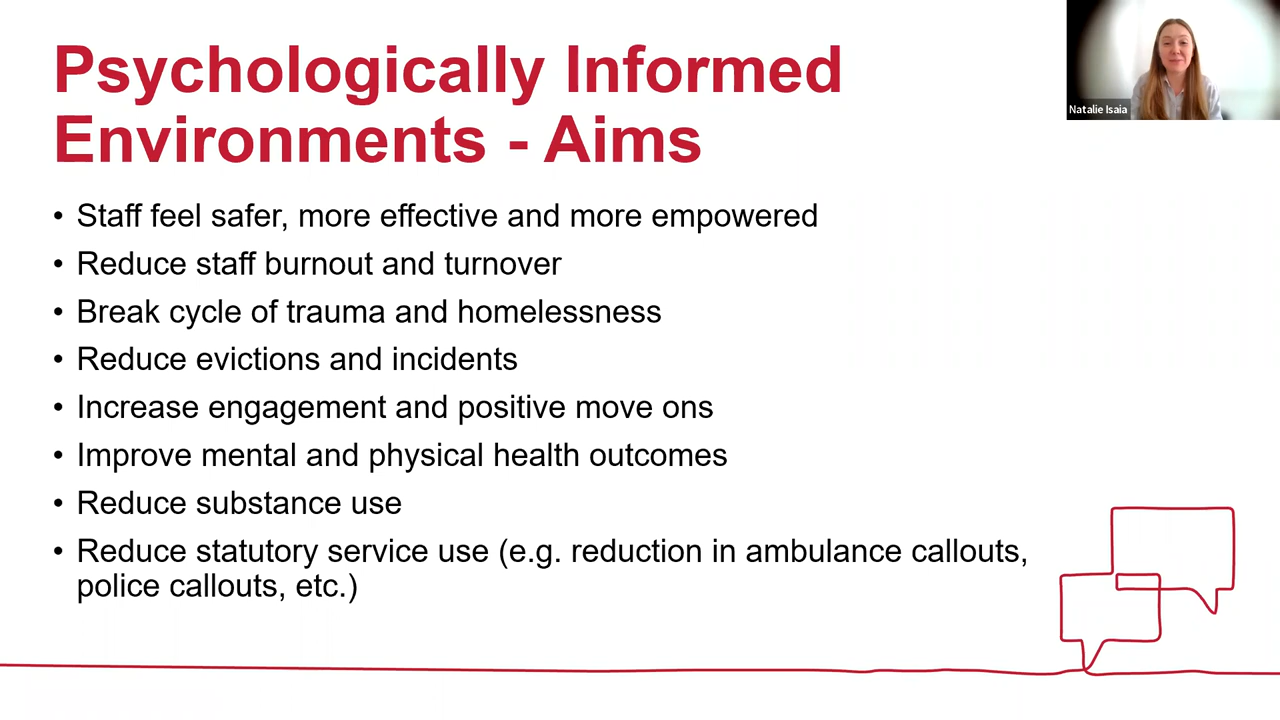 Psychologically Informed
Environments - Aims
Natalie Isaia
• Staff feel safer, more effective and more empowered
• Reduce staff burnout and turnover
• Break cycle of trauma and homelessness
• Reduce evictions and incidents
• Increase engagement and positive move ons
• Improve mental and physical health outcomes
• Reduce substance use
• Reduce statutory service use (e.g. reduction in ambulance callouts,
police callouts, etc.)